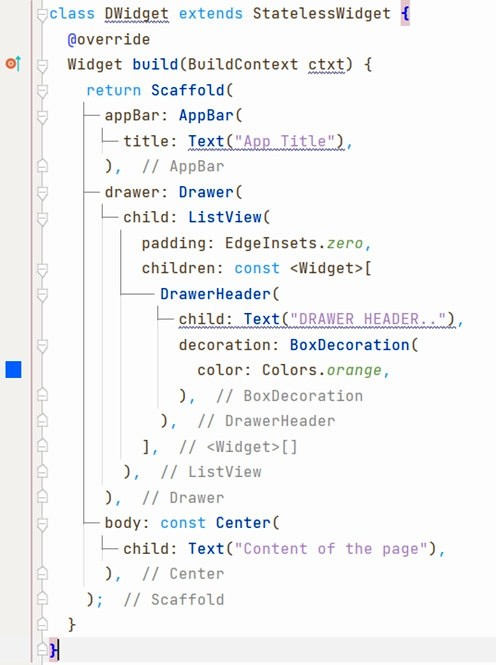 class DWidget extends StatelessWidget {
@override
Widget build(BuildContext ctxt) {
return Scaffold(
appBar: AppBar(
title: Text("App Title"),
), // AppBar
drawer: Drawer(
child: ListView(
padding: EdgeInsets.zero,
children: const <Widget>[
DrawerHeader(
child: Text("DRAWER HEADER.."),
decoration: BoxDecoration(
color: Colors.orange,
), // BoxDecoration
), // DrawerHeader
], // <Widget>[]
), // ListView
), // Drawer
body: const Center(
child: Text("Content of the page"),
), // Center
); // Scaffold
}
}